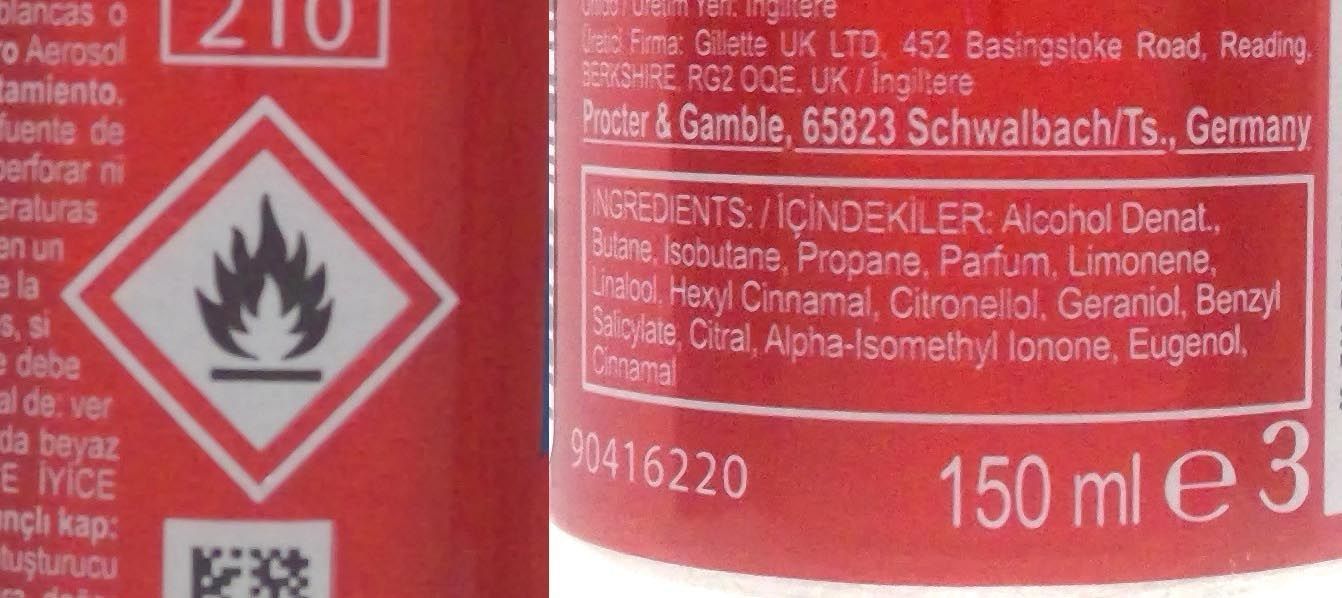 blancas o
ro Aerosol
tamiento.
fuente de
perforar ni
eraturas
en un
e la
s, si
e debe
al de: ver
da beyaz
E İYİCE
nçlı kap:
tuşturucu
210
Üretici Firma: Gillette UK LTD. 452 Basingstoke Road, Reading.
BERKSHIRE RG2 0QE. UK / İngiltere
Procter & Gamble, 65823 Schwalbach/Ts., Germany
INGREDIENTS: / İÇİNDEKİLER: Alcohol Denat.,
Butane, Isobutane, Propane, Parfum, Limonene,
Linalool, Hexyl Cinnamal, Citronellol, Geraniol, Benzyl
Salicylate, Citral, Alpha-Isomethyl Ionone, Eugenol,
Cinnamal
90416220
150 ml e 3